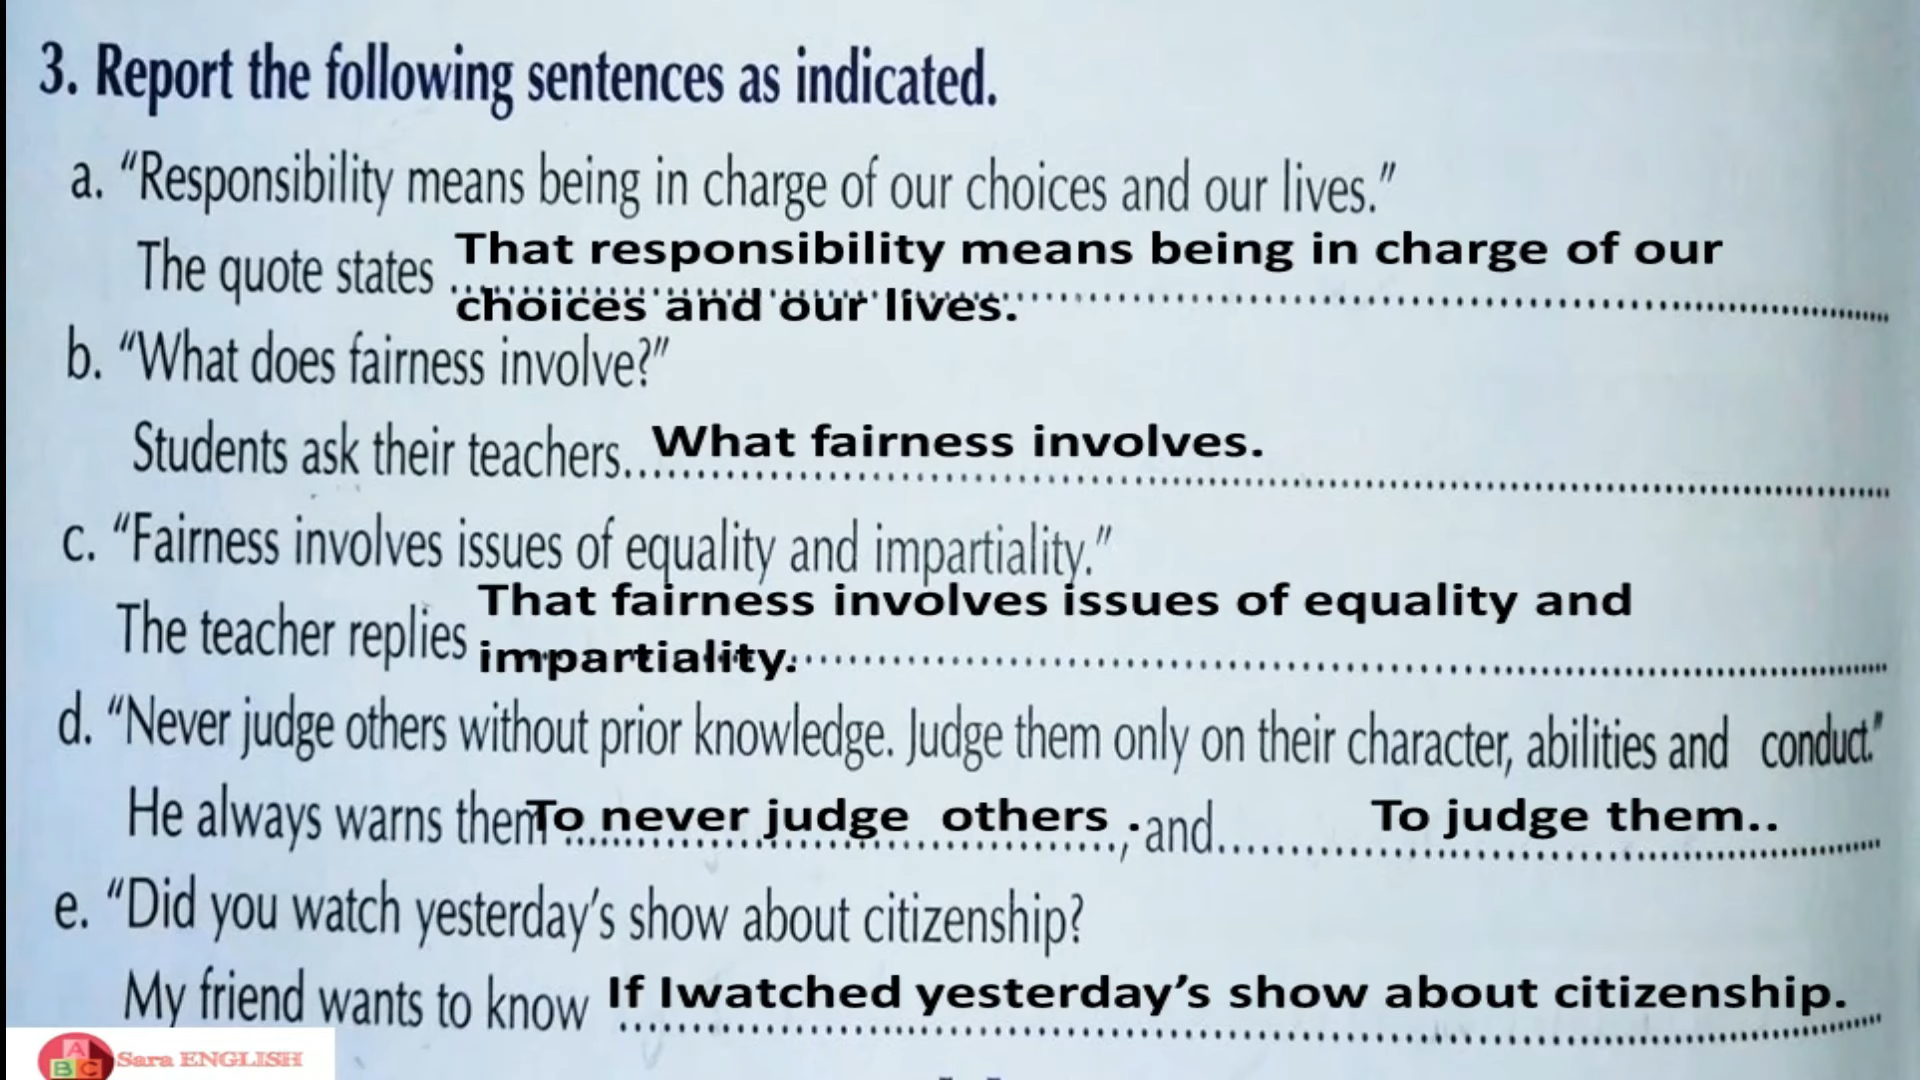 3. Report the following sentences as indicated.
a. “Responsibility means being in charge of our choices and our lives.”
The quote states That responsibility means being in charge of our
choices and our lives.
b. “What does fairness involve?”
Students ask their teachers... What fairness involves.
c. “Fairness involves issues of equality and impartiality.”
The teacher replies That fairness involves issues of equality and
impartiality.
d. “Never judge others without prior knowledge. Judge them only on their character, abilities and conduct.”
He always warns them To never judge others , and To judge them..
e. “Did you watch yesterday’s show about citizenship?
My friend wants to know If Iwatched yesterday’s show about citizenship.
A
B C
Sara ENGLISH